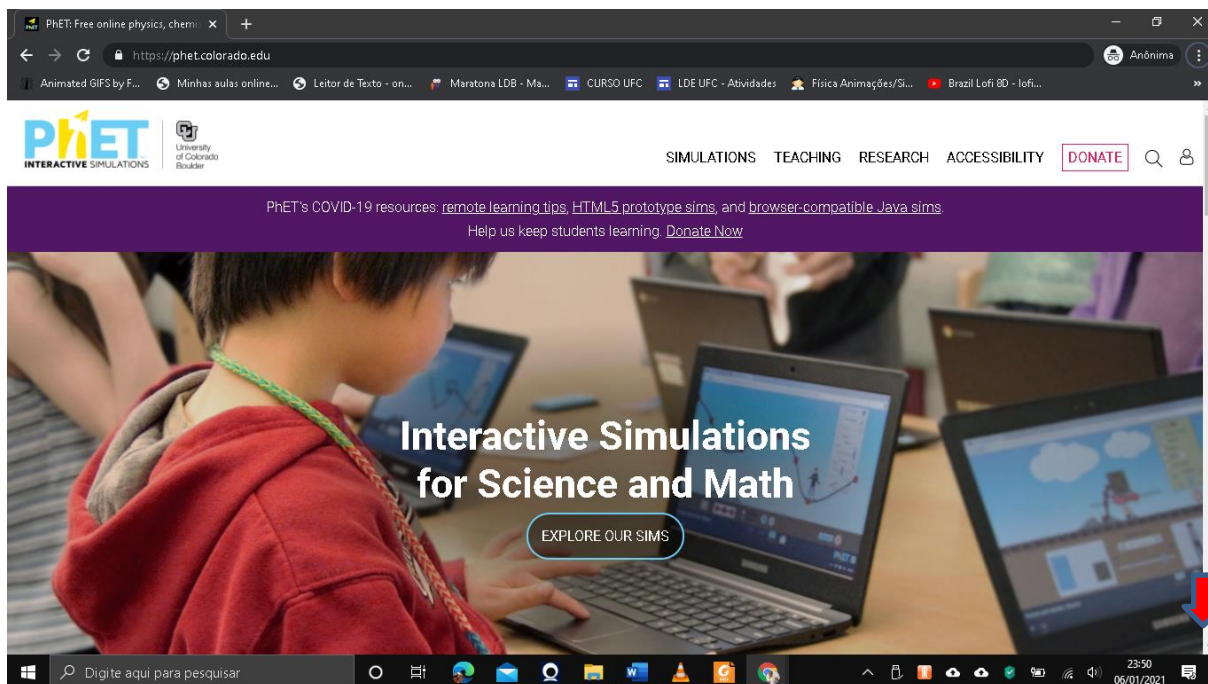 PhET: Free online physics, chemi
https://phet.colorado.edu
Anônima
Animated GIFS by F...
Minhas aulas online...
Leitor de Texto - on...
Maratona LDB - Ma...
CURSO UFC
LDE UFC - Atividades
Física Animações/Si...
Brazil Lofi 8D - lofi...
PhET
INTERACTIVE SIMULATIONS
University
of Colorado
Boulder
SIMULATIONS TEACHING RESEARCH ACCESSIBILITY DONATE
PhET's COVID-19 resources: remote learning tips, HTML5 prototype sims, and browser-compatible Java sims.
Help us keep students learning. Donate Now
Interactive Simulations
for Science and Math
EXPLORE OUR SIMS
SAMSUNG
Digite aqui para pesquisar
23:50
06/01/2021